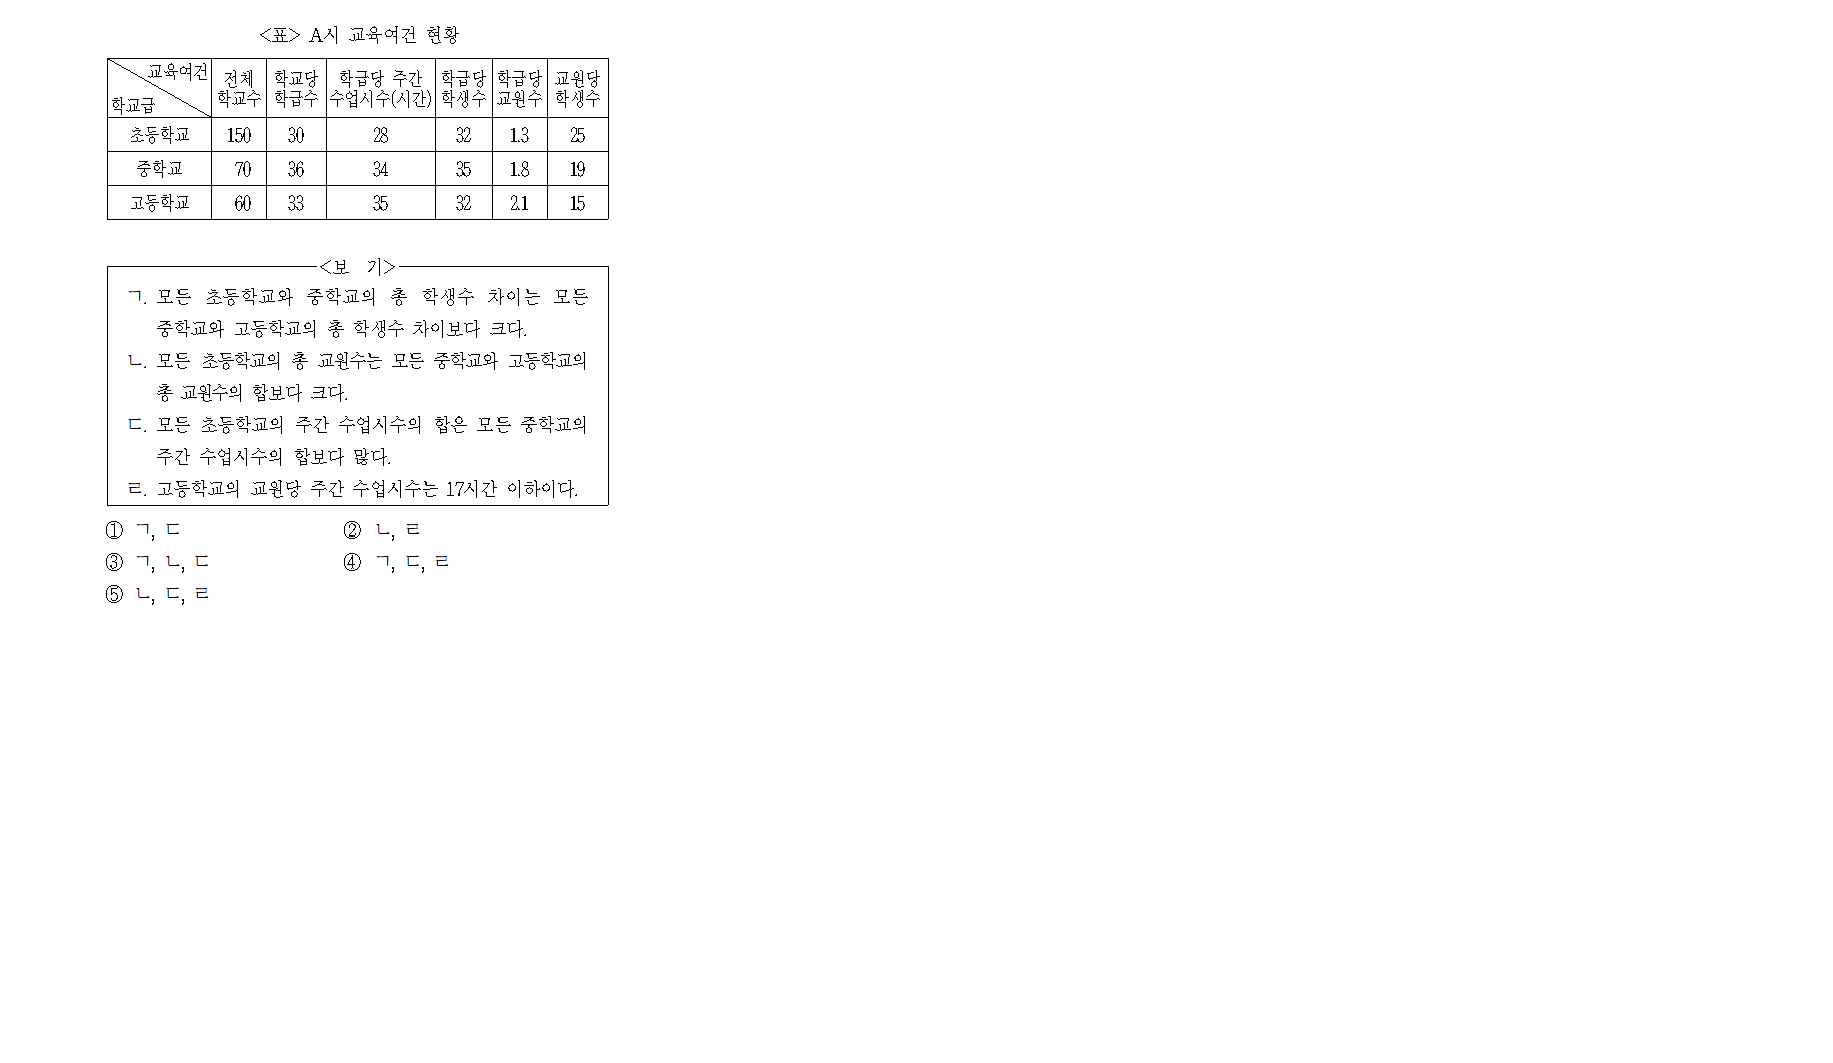 <표> A시 교육여건 현황
교육여건
학교급
전체 학교수 학교당 학급수 학급당 주간 수업시수(시간) 학급당 학생수 학급당 교원수 교원당 학생수
초등학교 150 30 28 32 1.3 25
중학교 70 36 34 35 1.8 19
고등학교 60 33 35 32 2.1 15
<보 기>
ㄱ. 모든 초등학교와 중학교의 총 학생수 차이는 모든
중학교와 고등학교의 총 학생수 차이보다 크다.
ㄴ. 모든 초등학교의 총 교원수는 모든 중학교와 고등학교의
총 교원수의 합보다 크다.
ㄷ. 모든 초등학교의 주간 수업시수의 합은 모든 중학교의
주간 수업시수의 합보다 많다.
ㄹ. 고등학교의 교원당 주간 수업시수는 17시간 이하이다.
① ㄱ, ㄷ ② ㄴ, ㄹ
③ ㄱ, ㄴ, ㄷ ④ ㄱ, ㄷ, ㄹ
⑤ ㄴ, ㄷ, ㄹ